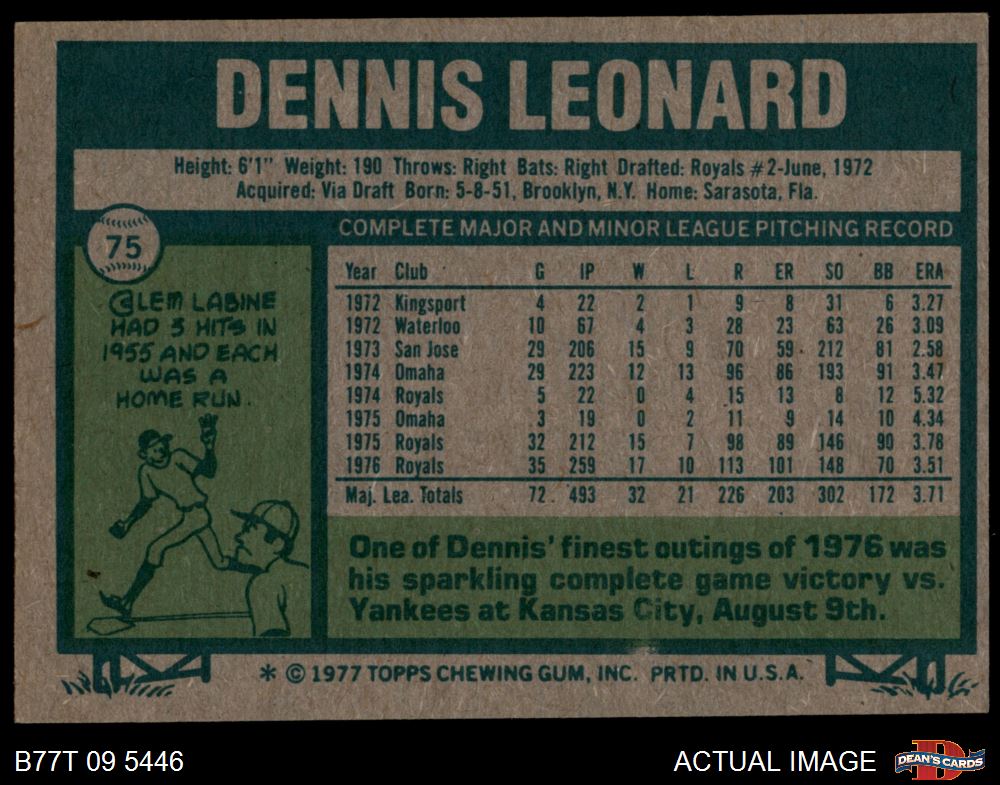 DENNIS LEONARD
Height: 6'1" Weight: 190 Throws: Right Bats: Right Drafted: Royals #2-June, 1972
Acquired: Via Draft Born: 5-8-51, Brooklyn, N.Y. Home: Sarasota, Fla.
75
CLEM LABINE
HAD 3 HITS IN
1955 AND EACH
WAS A
HOME RUN.
COMPLETE MAJOR AND MINOR LEAGUE PITCHING RECORD
Year Club G IP W L R ER SO BB ERA
1972 Kingsport 4 22 2 1 9 8 31 6 3.27
1972 Waterloo 10 67 4 3 28 23 63 26 3.09
1973 San Jose 29 206 15 9 70 59 212 81 2.58
1974 Omaha 29 223 12 13 96 86 193 91 3.47
1974 Royals 5 22 0 4 15 13 8 12 5.32
1975 Omaha 3 19 0 2 11 9 14 10 4.34
1975 Royals 32 212 15 7 98 89 146 90 3.78
1976 Royals 35 259 17 10 113 101 148 70 3.51
Maj. Lea. Totals 72 493 32 21 226 203 302 172 3.71
One of Dennis' finest outings of 1976 was
his sparkling complete game victory vs.
Yankees at Kansas City, August 9th.
* © 1977 TOPPS CHEWING GUM, INC. PRTD. IN U.S.A.
B77T 09 5446
ACTUAL IMAGE
D
DEAN'S CARDS